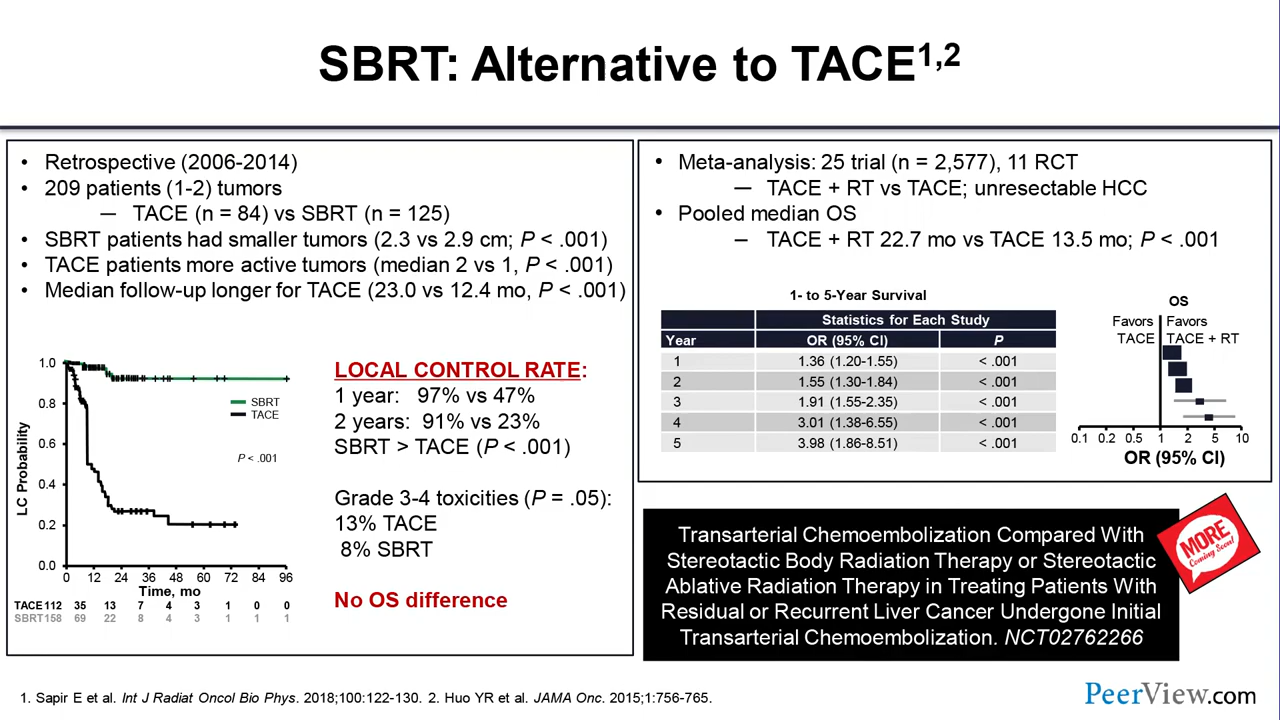 SBRT: Alternative to TACE1,2
• Retrospective (2006-2014)
• 209 patients (1-2) tumors
— TACE (n = 84) vs SBRT (n = 125)
• SBRT patients had smaller tumors (2.3 vs 2.9 cm; P < .001)
• TACE patients more active tumors (median 2 vs 1, P < .001)
• Median follow-up longer for TACE (23.0 vs 12.4 mo, P < .001)
LC Probability
1.0
0.8
0.6
0.4
0.2
0.0
SBRT
TACE
P < .001
0 12 24 36 48 60 72 84 96
Time, mo
TACE 112 35 13 7 4 3 1 0 0
SBRT 158 69 22 8 4 3 1 1 1
LOCAL CONTROL RATE:
1 year: 97% vs 47%
2 years: 91% vs 23%
SBRT > TACE (P < .001)
Grade 3-4 toxicities (P = .05):
13% TACE
8% SBRT
No OS difference
• Meta-analysis: 25 trial (n = 2,577), 11 RCT
— TACE + RT vs TACE; unresectable HCC
• Pooled median OS
– TACE + RT 22.7 mo vs TACE 13.5 mo; P < .001
1- to 5-Year Survival
Statistics for Each Study
Year OR (95% CI) P
1 1.36 (1.20-1.55) < .001
2 1.55 (1.30-1.84) < .001
3 1.91 (1.55-2.35) < .001
4 3.01 (1.38-6.55) < .001
5 3.98 (1.86-8.51) < .001
OS
Favors Favors
TACE TACE + RT
0.1 0.2 0.5 1 2 5 10
OR (95% CI)
Transarterial Chemoembolization Compared With
Stereotactic Body Radiation Therapy or Stereotactic
Ablative Radiation Therapy in Treating Patients With
Residual or Recurrent Liver Cancer Undergone Initial
Transarterial Chemoembolization. NCT02762266
MORE
Coming Soon!
1. Sapir E et al. Int J Radiat Oncol Bio Phys. 2018;100:122-130. 2. Huo YR et al. JAMA Onc. 2015;1:756-765.
PeerView.com